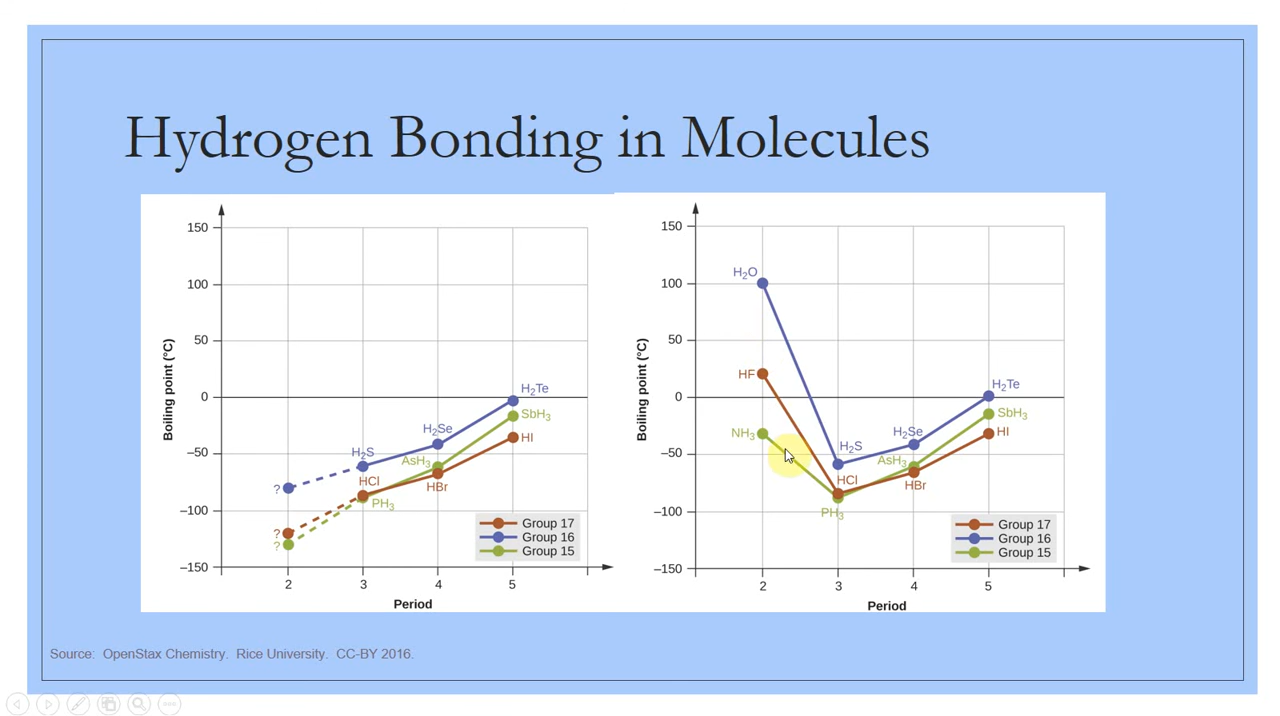 Hydrogen Bonding in Molecules
150
100
50
0
–50
–100
–150
Boiling point (°C)
2
3
4
5
Period
?
?
?
H₂S
HCl
PH₃
H₂Se
AsH₃
HBr
H₂Te
SbH₃
HI
Group 17
Group 16
Group 15
150
100
50
0
–50
–100
–150
Boiling point (°C)
2
3
4
5
Period
H₂O
HF
NH₃
H₂S
HCl
PH₃
H₂Se
AsH₃
HBr
H₂Te
SbH₃
HI
Group 17
Group 16
Group 15
Source: OpenStax Chemistry. Rice University. CC-BY 2016.